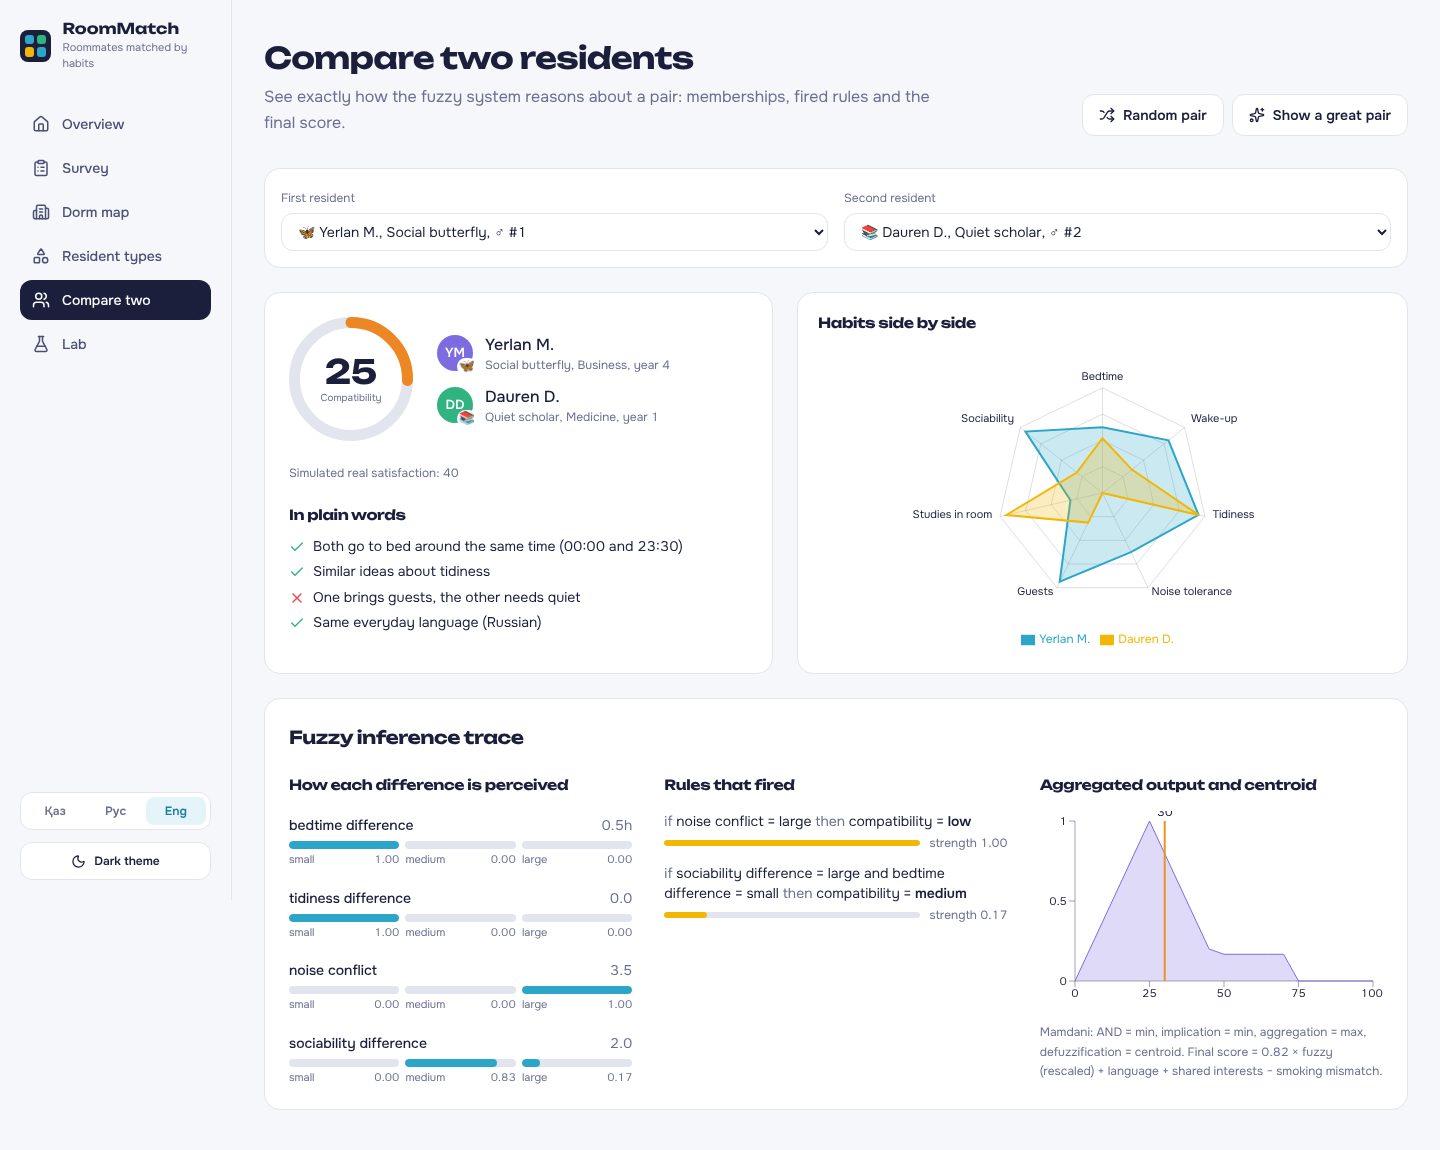 RoomMatch
Roommates matched by
habits
Overview
Survey
Dorm map
Resident types
Compare two
Lab
Қаз Рус Eng
Dark theme
Compare two residents
See exactly how the fuzzy system reasons about a pair: memberships, fired rules and the
final score.
Random pair
Show a great pair
First resident
🦋 Yerlan M., Social butterfly, ♂ #1
Second resident
📚 Dauren D., Quiet scholar, ♂ #2
25
Compatibility
YM
Yerlan M.
Social butterfly, Business, year 4
DD
Dauren D.
Quiet scholar, Medicine, year 1
Simulated real satisfaction: 40
In plain words
Both go to bed around the same time (00:00 and 23:30)
Similar ideas about tidiness
One brings guests, the other needs quiet
Same everyday language (Russian)
Habits side by side
Bedtime
Sociability
Wake-up
Studies in room
Tidiness
Guests
Noise tolerance
Yerlan M. Dauren D.
Fuzzy inference trace
How each difference is perceived
bedtime difference 0.5h
small 1.00 medium 0.00 large 0.00
tidiness difference 0.0
small 1.00 medium 0.00 large 0.00
noise conflict 3.5
small 0.00 medium 0.00 large 1.00
sociability difference 2.0
small 0.00 medium 0.83 large 0.17
Rules that fired
if noise conflict = large then compatibility = low
strength 1.00
if sociability difference = large and bedtime
difference = small then compatibility = medium
strength 0.17
Aggregated output and centroid
30
1
0.5
0
0 25 50 75 100
Mamdani: AND = min, implication = min, aggregation = max,
defuzzification = centroid. Final score = 0.82 × fuzzy
(rescaled) + language + shared interests − smoking mismatch.